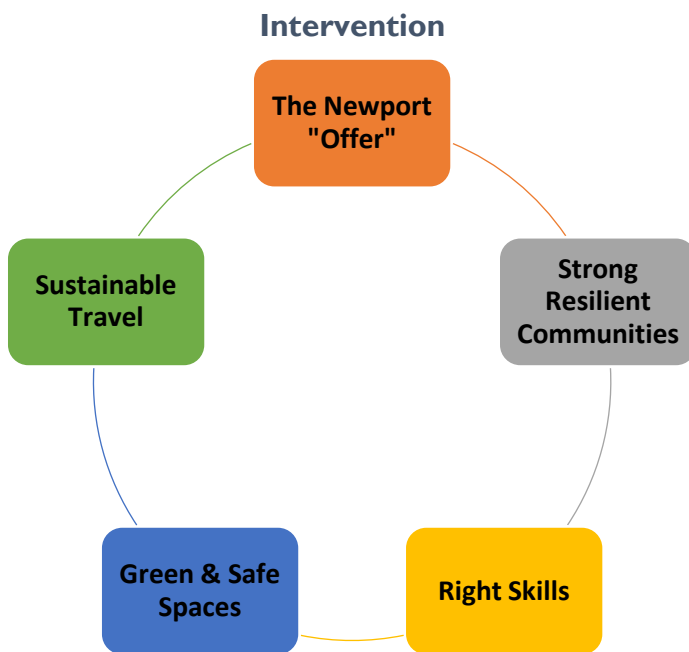 Intervention
The Newport
"Offer"
Strong
Resilient
Communities
Right Skills
Green & Safe
Spaces
Sustainable
Travel